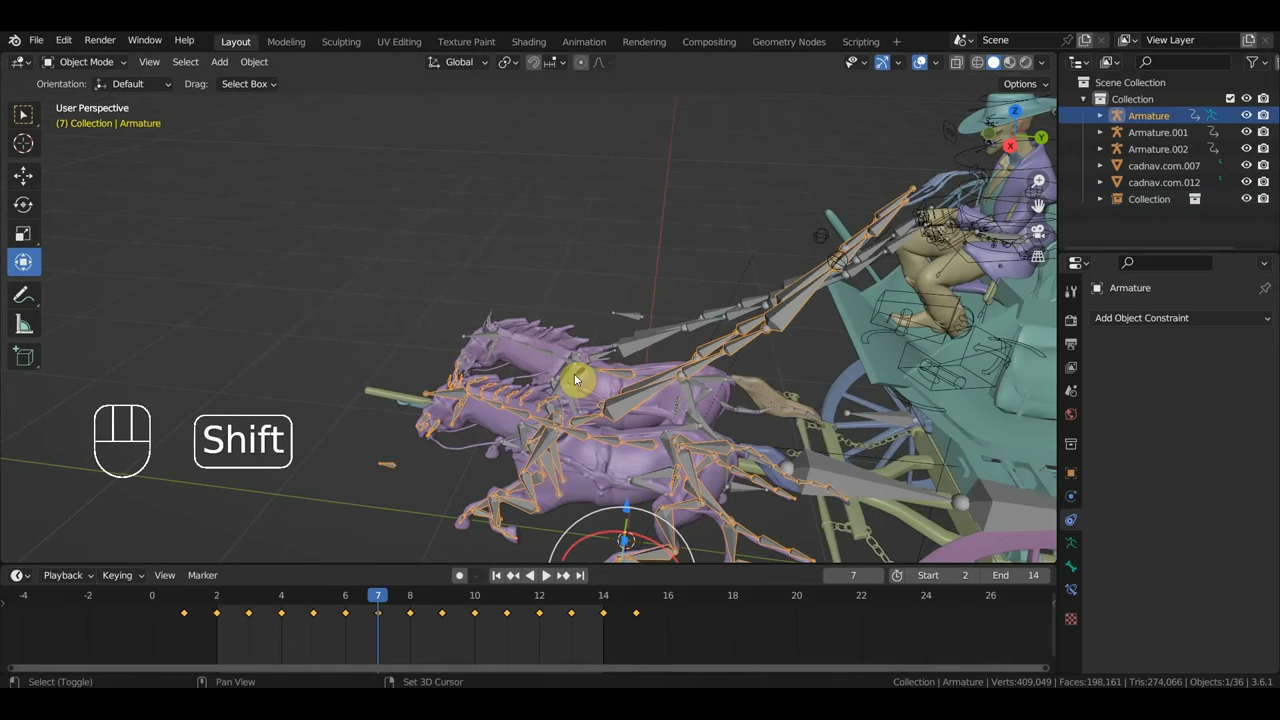 File Edit Render Window Help Layout Modeling Sculpting UV Editing Texture Paint Shading Animation Rendering Compositing Geometry Nodes Scripting + Scene View Layer
Object Mode View Select Add Object Global
Orientation: Default Drag: Select Box Options
User Perspective
(7) Collection | Armature
Scene Collection
Collection
Armature
Armature.001
Armature.002
cadnav.com.007
cadnav.com.012
Collection
Armature
Add Object Constraint
Z
Y
X
Shift
Playback Keying View Marker 7 Start 2 End 14
-4 -2 0 2 4 6 7 8 10 12 14 16 18 20 22 24 26
Select (Toggle) Pan View Set 3D Cursor Collection | Armature | Verts:409,049 | Faces:198,161 | Tris:274,066 | Objects:1/36 | 3.6.1